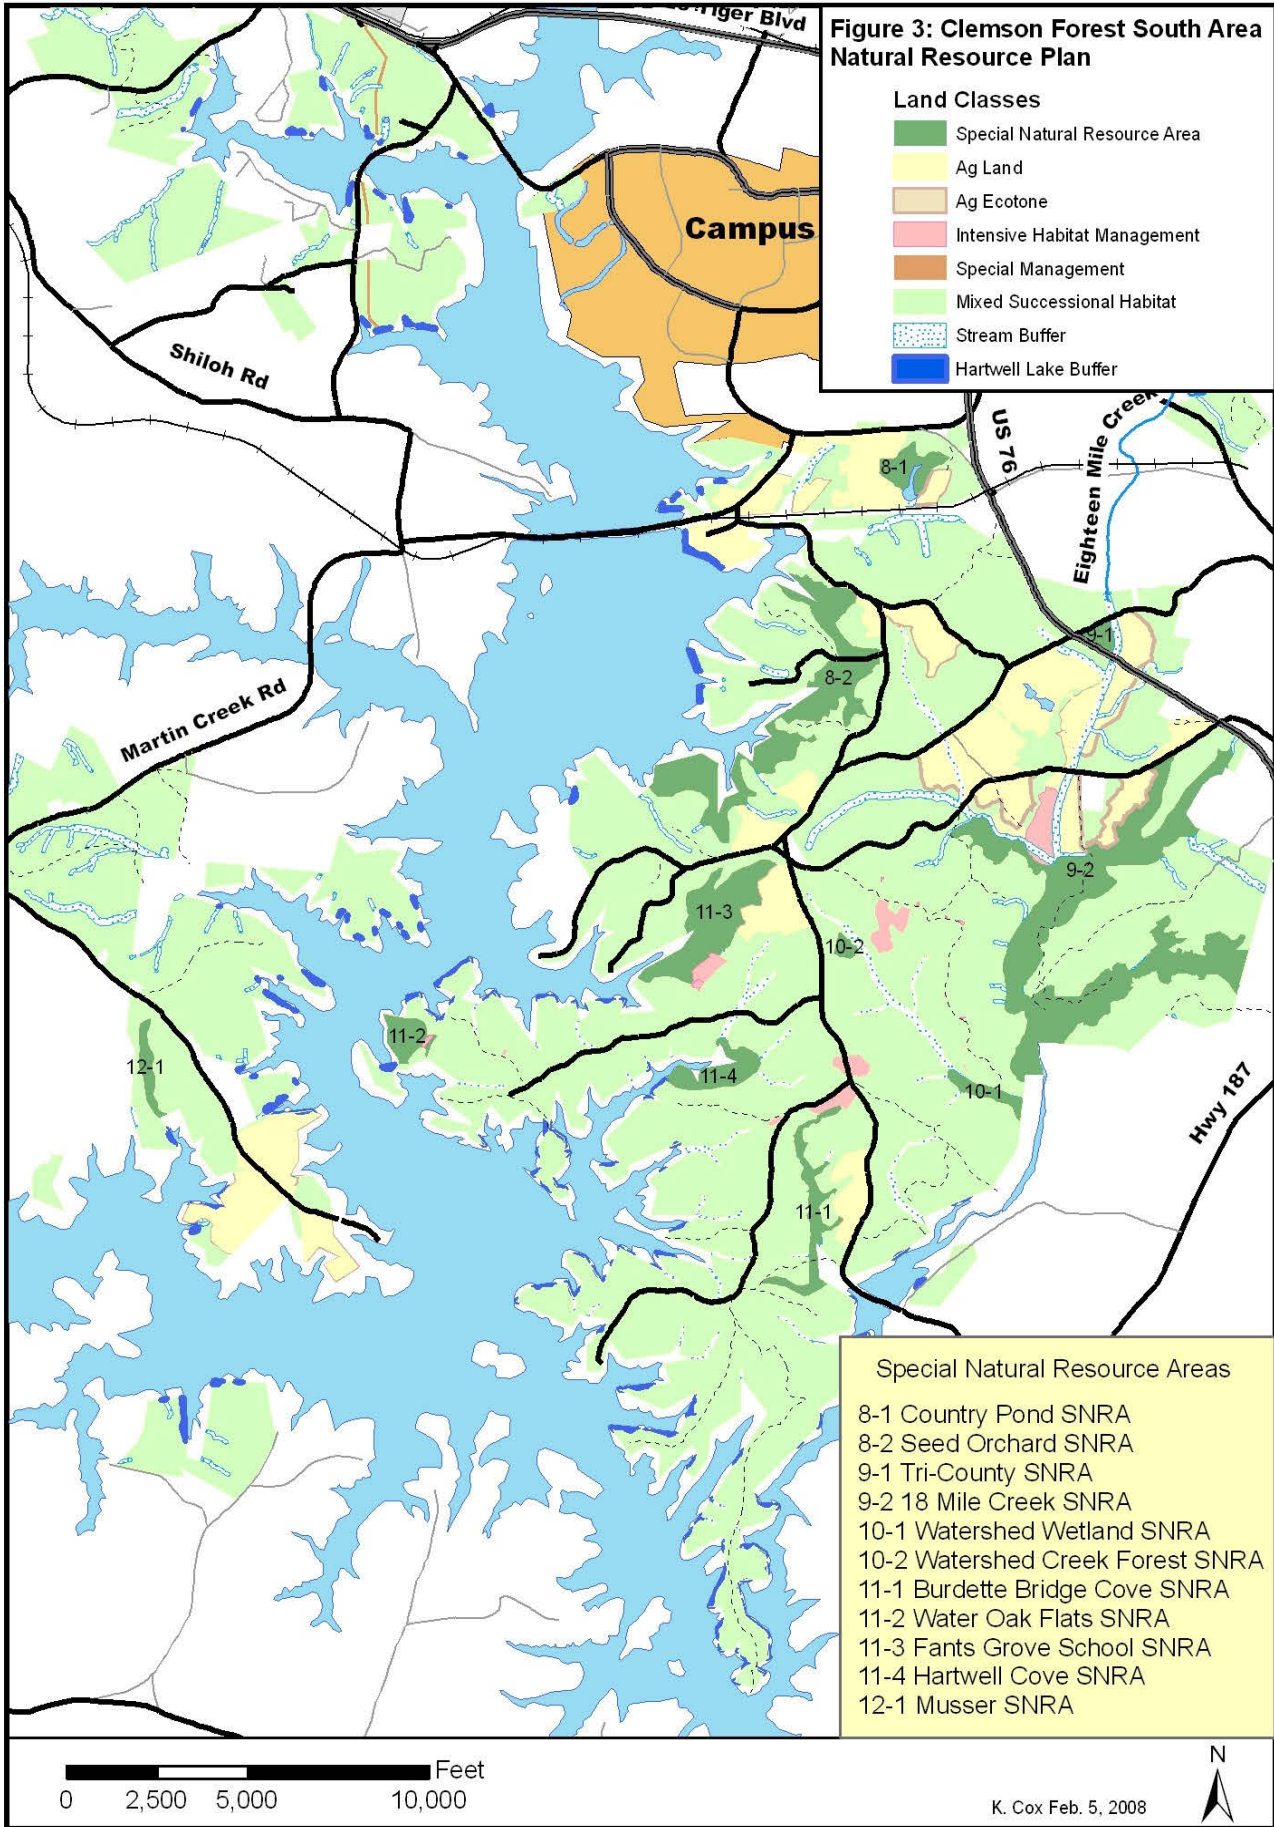 Tiger Blvd
Figure 3: Clemson Forest South Area
Natural Resource Plan
Land Classes
Special Natural Resource Area
Ag Land
Ag Ecotone
Intensive Habitat Management
Special Management
Mixed Successional Habitat
Stream Buffer
Hartwell Lake Buffer
Campus
Shiloh Rd
US 76
Eighteen Mile Creek
8-1
9-1
8-2
Martin Creek Rd
9-2
11-3
10-2
11-2
12-1
11-4
10-1
Hwy 187
11-1
Special Natural Resource Areas
8-1 Country Pond SNRA
8-2 Seed Orchard SNRA
9-1 Tri-County SNRA
9-2 18 Mile Creek SNRA
10-1 Watershed Wetland SNRA
10-2 Watershed Creek Forest SNRA
11-1 Burdette Bridge Cove SNRA
11-2 Water Oak Flats SNRA
11-3 Fants Grove School SNRA
11-4 Hartwell Cove SNRA
12-1 Musser SNRA
Feet
0 2,500 5,000 10,000
K. Cox Feb. 5, 2008
N